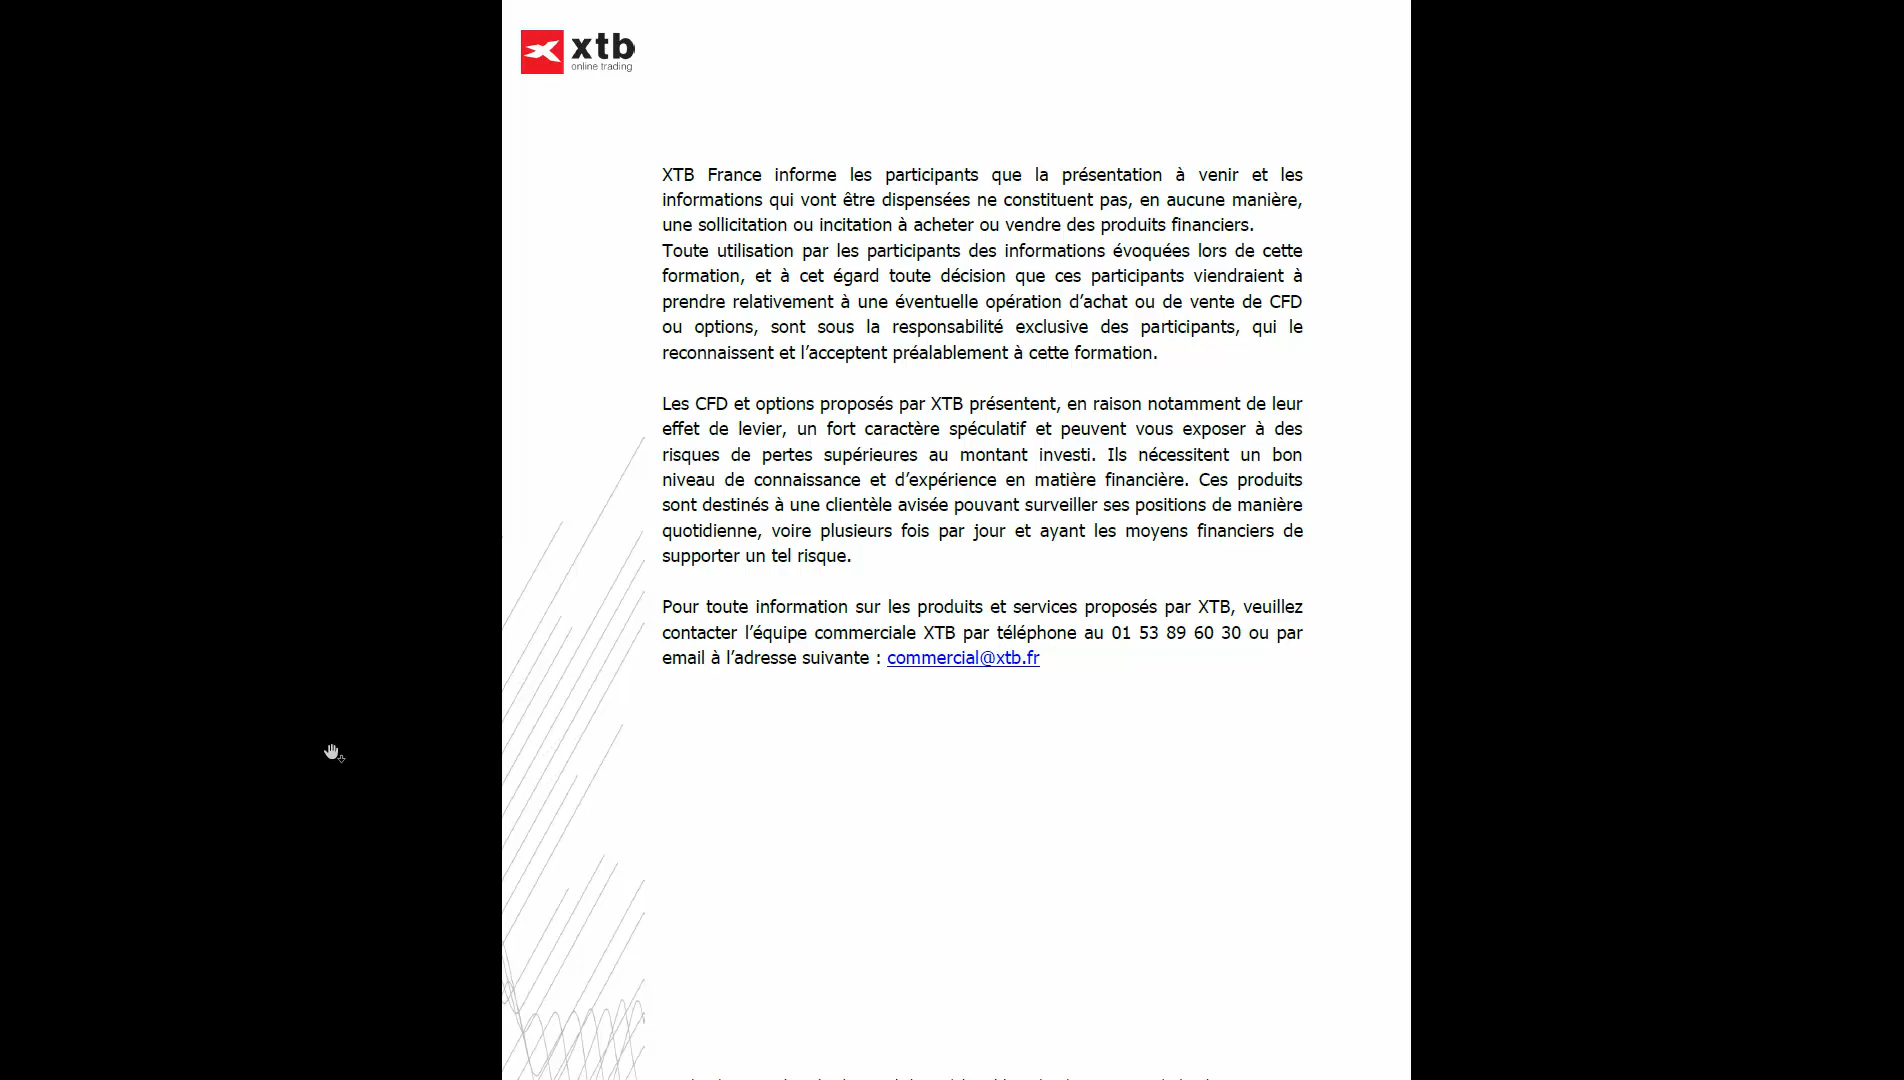 xtb
online trading
XTB France informe les participants que la présentation à venir et les
informations qui vont être dispensées ne constituent pas, en aucune manière,
une sollicitation ou incitation à acheter ou vendre des produits financiers.
Toute utilisation par les participants des informations évoquées lors de cette
formation, et à cet égard toute décision que ces participants viendraient à
prendre relativement à une éventuelle opération d’achat ou de vente de CFD
ou options, sont sous la responsabilité exclusive des participants, qui le
reconnaissent et l’acceptent préalablement à cette formation.
Les CFD et options proposés par XTB présentent, en raison notamment de leur
effet de levier, un fort caractère spéculatif et peuvent vous exposer à des
risques de pertes supérieures au montant investi. Ils nécessitent un bon
niveau de connaissance et d’expérience en matière financière. Ces produits
sont destinés à une clientèle avisée pouvant surveiller ses positions de manière
quotidienne, voire plusieurs fois par jour et ayant les moyens financiers de
supporter un tel risque.
Pour toute information sur les produits et services proposés par XTB, veuillez
contacter l’équipe commerciale XTB par téléphone au 01 53 89 60 30 ou par
email à l’adresse suivante : commercial@xtb.fr